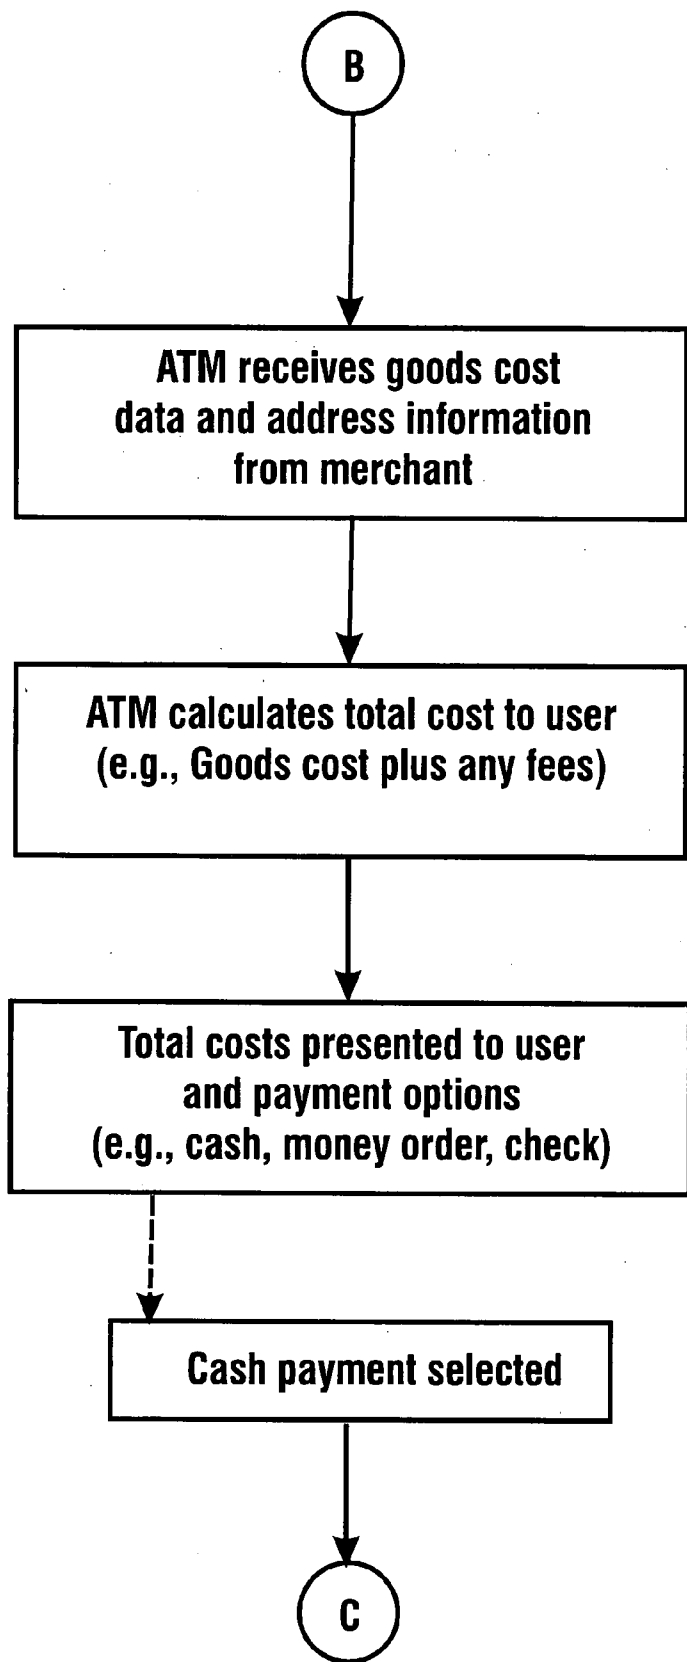 B
ATM receives goods cost
data and address information
from merchant
ATM calculates total cost to user
(e.g., Goods cost plus any fees)
Total costs presented to user
and payment options
(e.g., cash, money order, check)
Cash payment selected
C